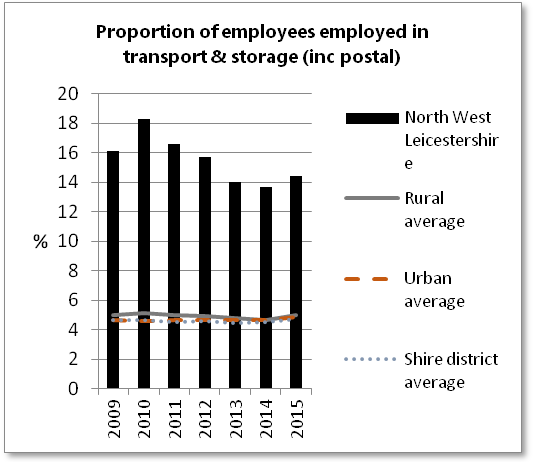 Proportion of employees employed in
transport & storage (inc postal)
20
18
16
14
12
10
8
6
4
2
0
%
2009
2010
2011
2012
2013
2014
2015
North West
Leicestershir
e
Rural
average
Urban
average
Shire district
average